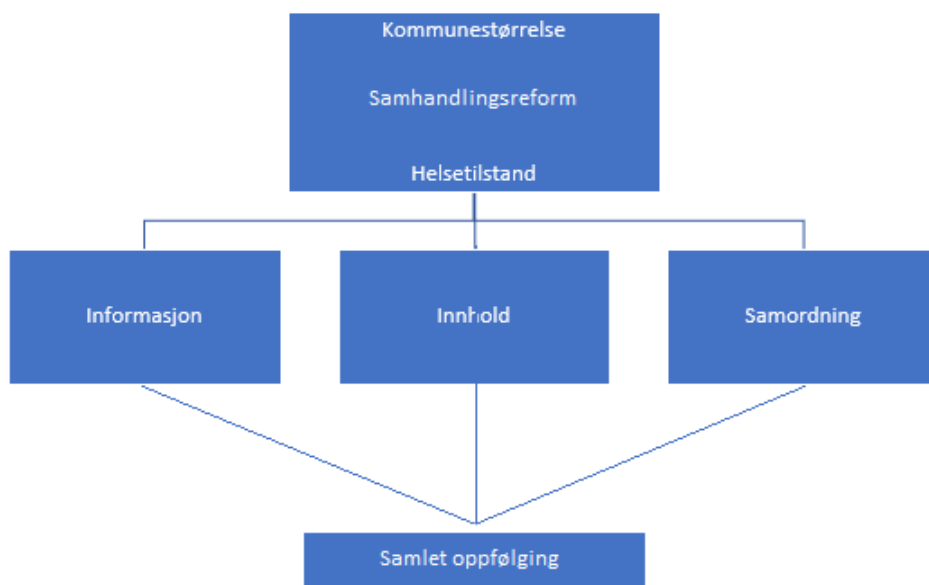 Kommunestørrelse
Samhandlingsreform
Helsetilstand
Informasjon
Innhold
Samordning
Samlet oppfølging